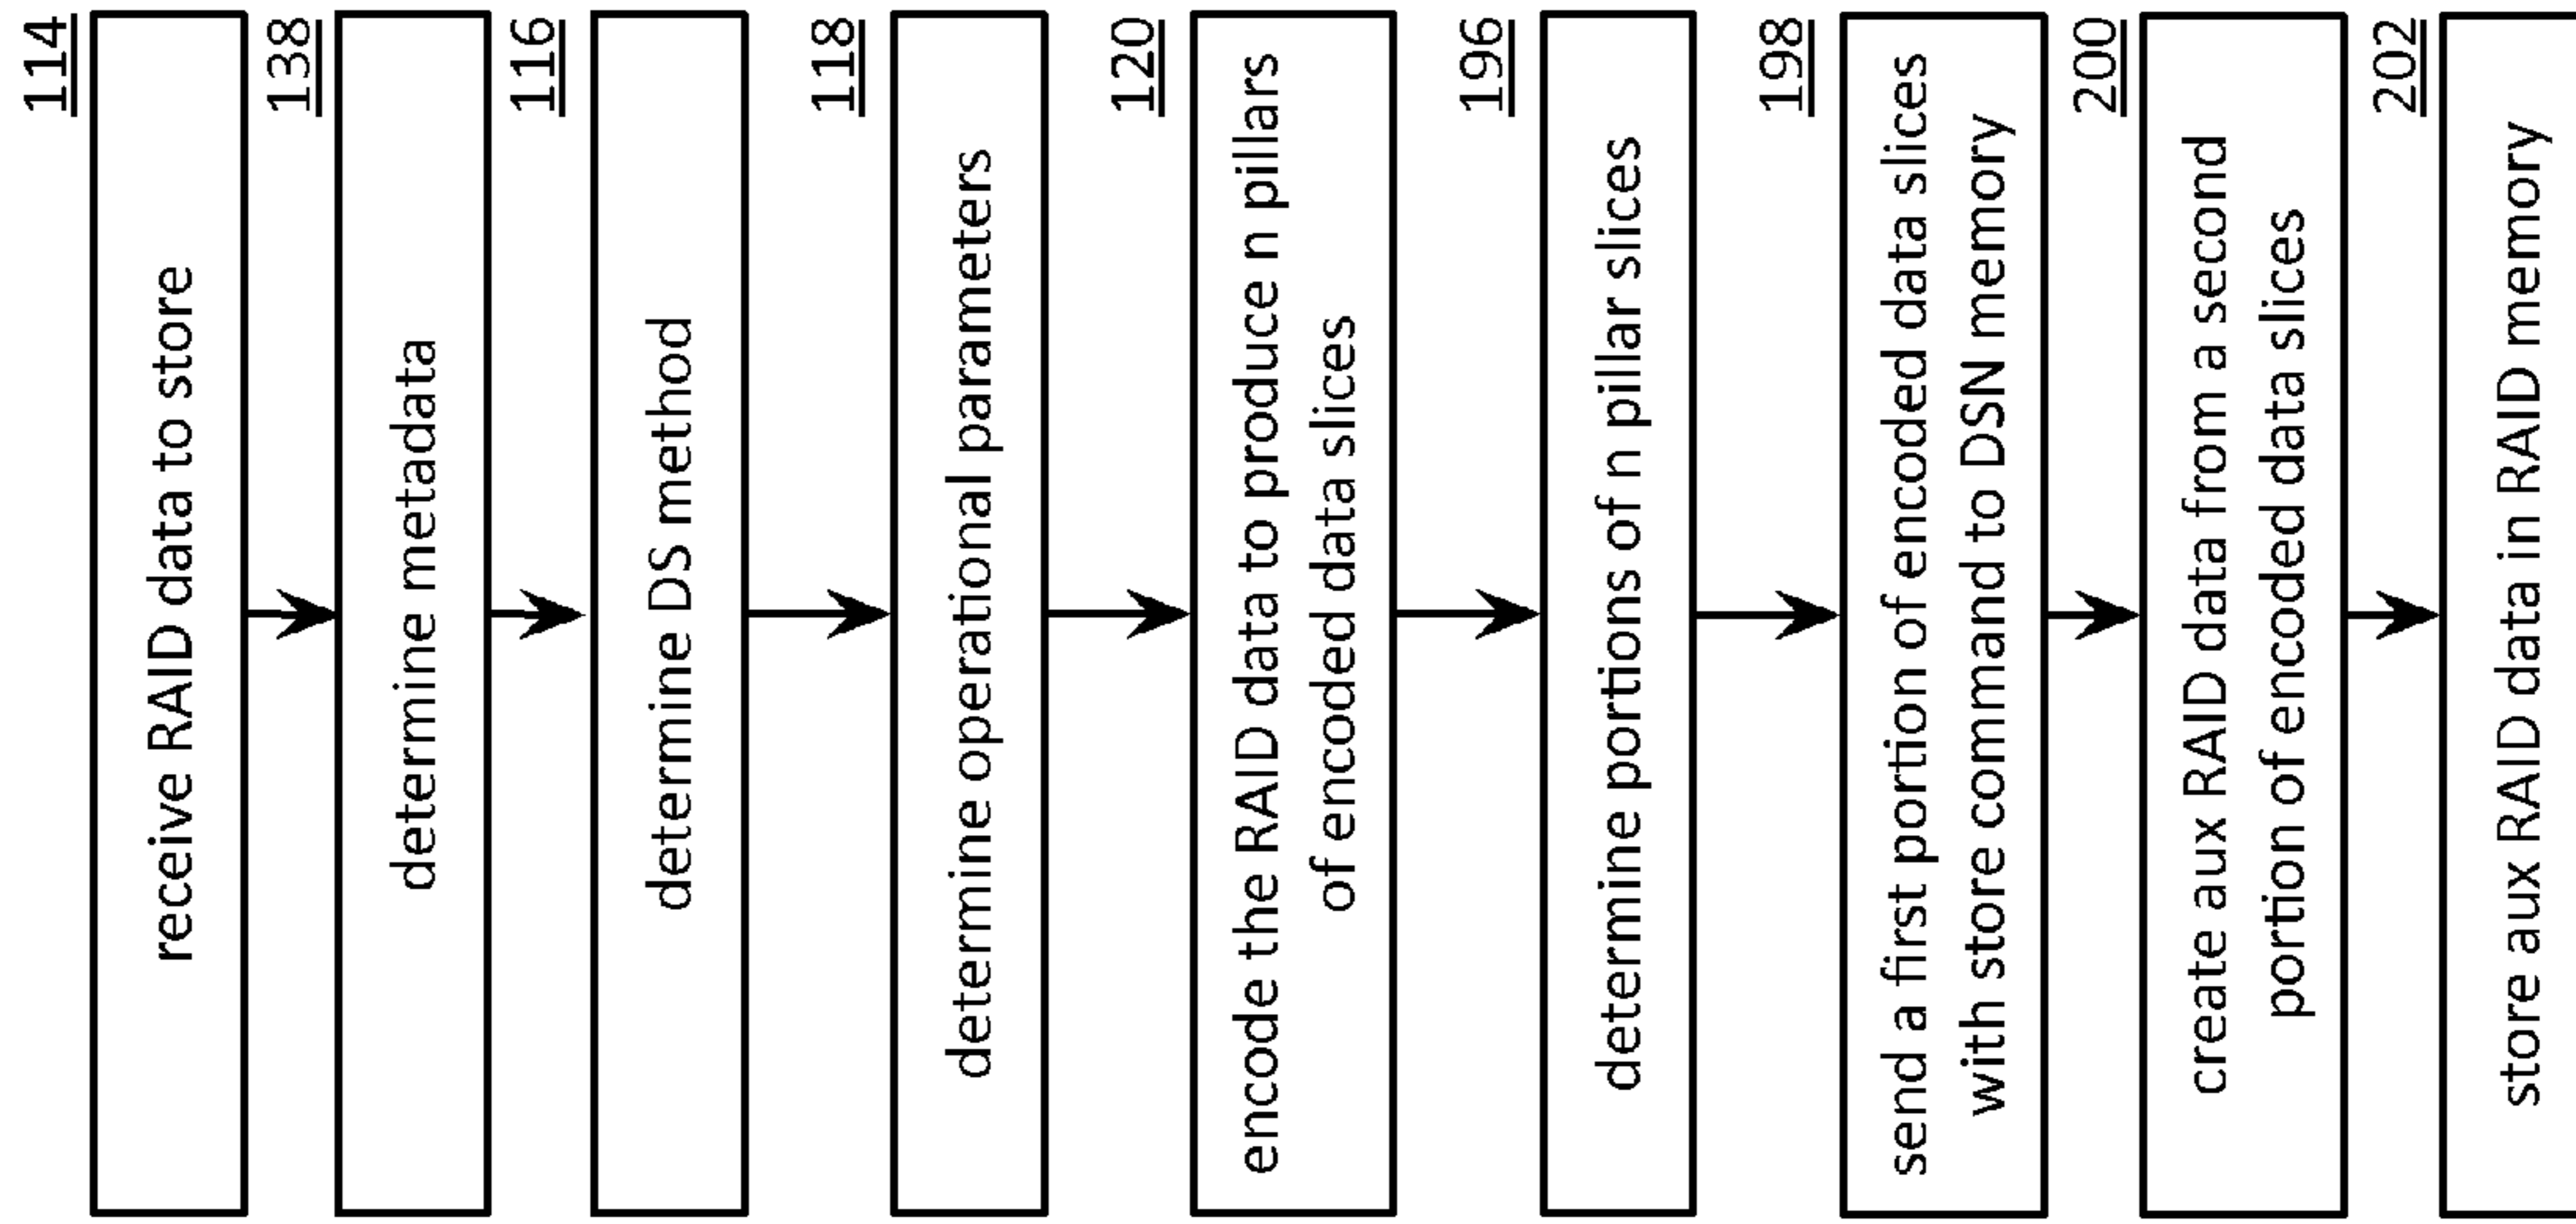 114
receive RAID data to store
138
determine metadata
116
determine DS method
118
determine operational parameters
120
encode the RAID data to produce n pillars
of encoded data slices
196
determine portions of n pillar slices
198
send a first portion of encoded data slices
with store command to DSN memory
200
create aux RAID data from a second
portion of encoded data slices
202
store aux RAID data in RAID memory